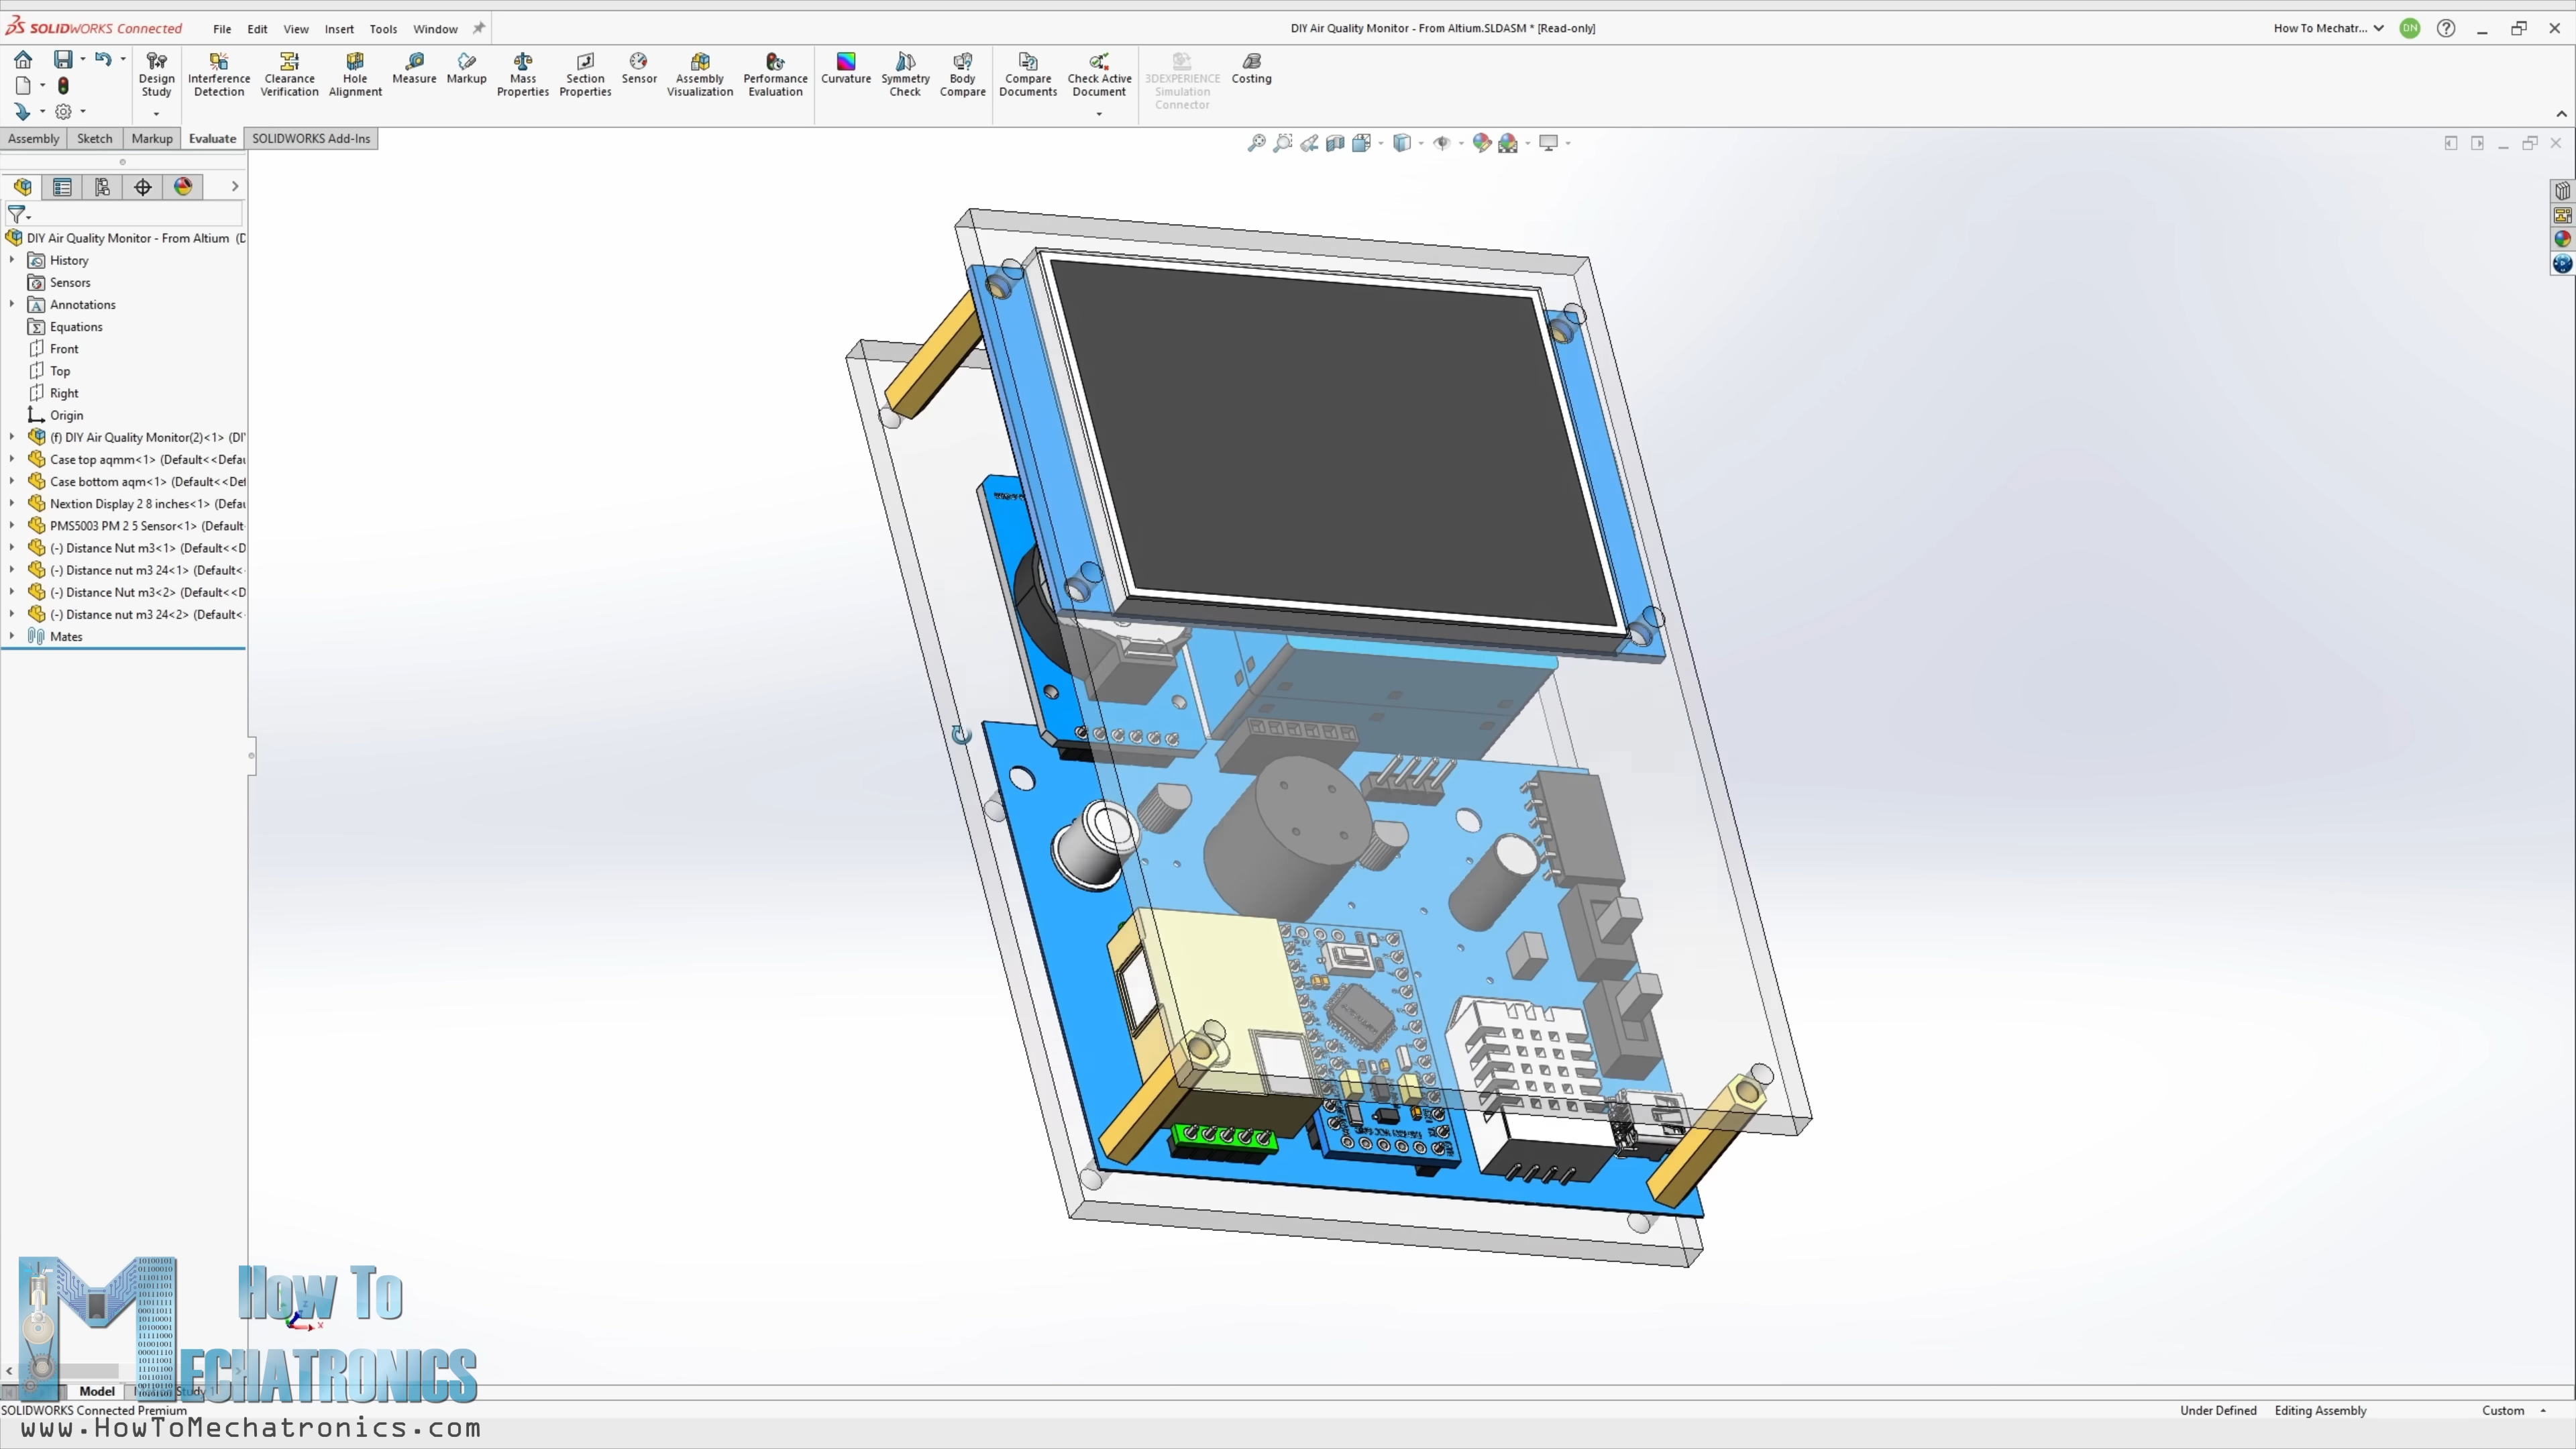 SOLIDWORKS Connected
File Edit View Insert Tools Window
DIY Air Quality Monitor - From Altium.SLDASM * [Read-only]
How To Mechatr...
DN
Design Study
Interference Detection
Clearance Verification
Hole Alignment
Measure
Markup
Mass Properties
Section Properties
Sensor
Assembly Visualization
Performance Evaluation
Curvature
Symmetry Check
Body Compare
Compare Documents
Check Active Document
3DEXPERIENCE Simulation Connector
Costing
Assembly Sketch Markup Evaluate SOLIDWORKS Add-Ins
DIY Air Quality Monitor - From Altium (D
History
Sensors
Annotations
Equations
Front
Top
Right
Origin
(f) DIY Air Quality Monitor(2)<1> (DI
Case top aqmm<1> (Default<<Defau
Case bottom aqm<1> (Default<<Def
Nextion Display 2 8 inches<1> (Defau
PMS5003 PM 2 5 Sensor<1> (Default
(-) Distance Nut m3<1> (Default<<D
(-) Distance nut m3 24<1> (Default<
(-) Distance Nut m3<2> (Default<<D
(-) Distance nut m3 24<2> (Default<
Mates
How To
MECHATRONICS
Model
Study 1
SOLIDWORKS Connected Premium
www.HowToMechatronics.com
Under Defined Editing Assembly Custom